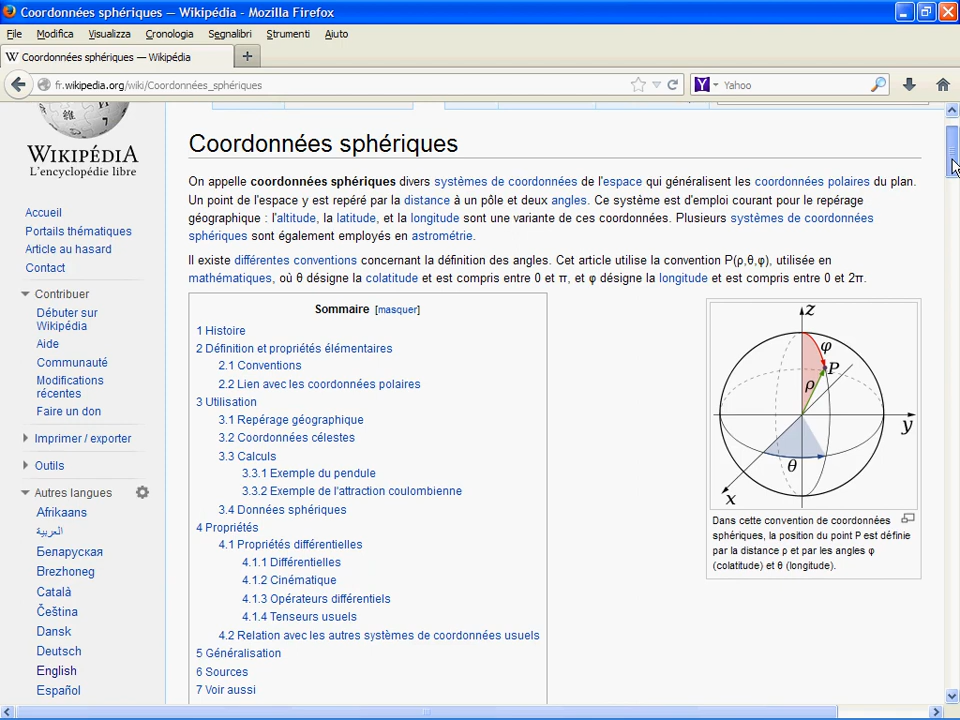 Coordonnées sphériques — Wikipédia - Mozilla Firefox
File Modifica Visualizza Cronologia Segnalibri Strumenti Aiuto
W Coordonnées sphériques — Wikipédia
fr.wikipedia.org/wiki/Coordonnées_sphériques
Yahoo
WIKIPÉDIA
L'encyclopédie libre
Accueil
Portails thématiques
Article au hasard
Contact
Contribuer
Débuter sur
Wikipédia
Aide
Communauté
Modifications
récentes
Faire un don
Imprimer / exporter
Outils
Autres langues
Afrikaans
العربية
Беларуская
Brezhoneg
Català
Čeština
Dansk
Deutsch
English
Español
Coordonnées sphériques
On appelle coordonnées sphériques divers systèmes de coordonnées de l'espace qui généralisent les coordonnées polaires du plan.
Un point de l'espace y est repéré par la distance à un pôle et deux angles. Ce système est d'emploi courant pour le repérage
géographique : l'altitude, la latitude, et la longitude sont une variante de ces coordonnées. Plusieurs systèmes de coordonnées
sphériques sont également employés en astrométrie.
Il existe différentes conventions concernant la définition des angles. Cet article utilise la convention P(ρ,θ,φ), utilisée en
mathématiques, où θ désigne la colatitude et est compris entre 0 et π, et φ désigne la longitude et est compris entre 0 et 2π.
Sommaire [masquer]
1 Histoire
2 Définition et propriétés élémentaires
2.1 Conventions
2.2 Lien avec les coordonnées polaires
3 Utilisation
3.1 Repérage géographique
3.2 Coordonnées célestes
3.3 Calculs
3.3.1 Exemple du pendule
3.3.2 Exemple de l'attraction coulombienne
3.4 Données sphériques
4 Propriétés
4.1 Propriétés différentielles
4.1.1 Différentielles
4.1.2 Cinématique
4.1.3 Opérateurs différentiels
4.1.4 Tenseurs usuels
4.2 Relation avec les autres systèmes de coordonnées usuels
5 Généralisation
6 Sources
7 Voir aussi
z
φ
P
ρ
y
θ
x
Dans cette convention de coordonnées
sphériques, la position du point P est définie
par la distance ρ et par les angles φ
(colatitude) et θ (longitude).